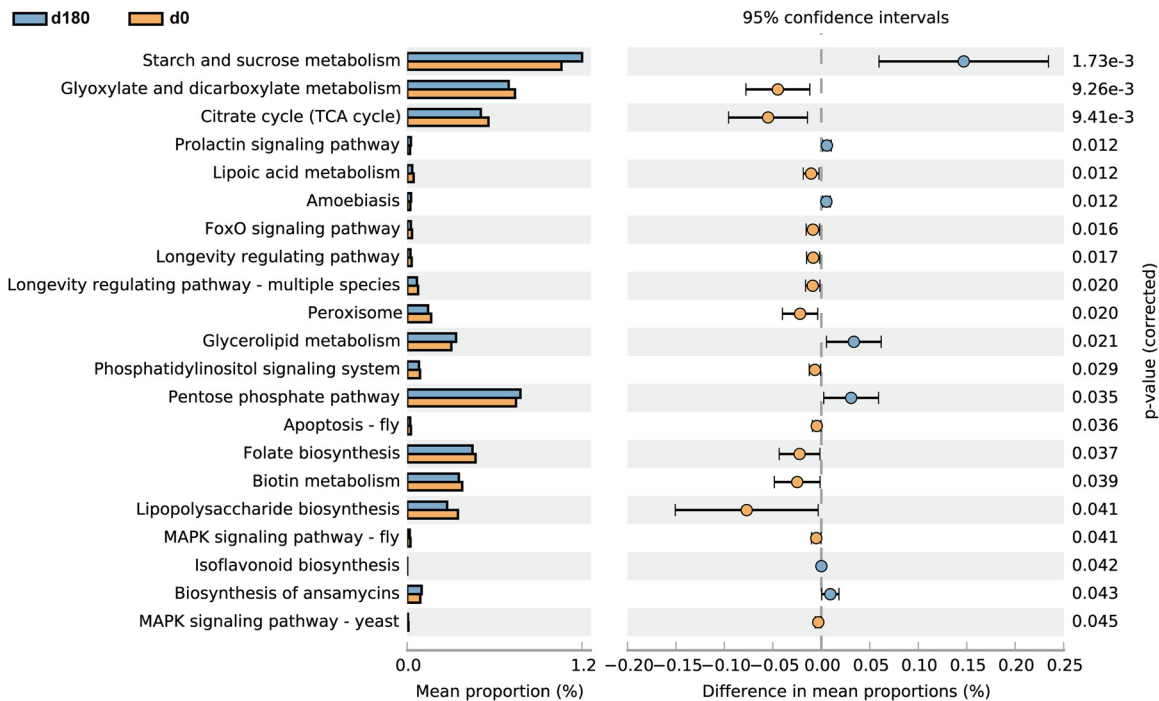 d180 d0 95% confidence intervals
Starch and sucrose metabolism 1.73e-3
Glyoxylate and dicarboxylate metabolism 9.26e-3
Citrate cycle (TCA cycle) 9.41e-3
Prolactin signaling pathway 0.012
Lipoic acid metabolism 0.012
Amoebiasis 0.012
FoxO signaling pathway 0.016
Longevity regulating pathway 0.017
Longevity regulating pathway - multiple species 0.020
Peroxisome 0.020
Glycerolipid metabolism 0.021
Phosphatidylinositol signaling system 0.029
Pentose phosphate pathway 0.035
Apoptosis - fly 0.036
Folate biosynthesis 0.037
Biotin metabolism 0.039
Lipopolysaccharide biosynthesis 0.041
MAPK signaling pathway - fly 0.041
Isoflavonoid biosynthesis 0.042
Biosynthesis of ansamycins 0.043
MAPK signaling pathway - yeast 0.045
p-value (corrected)
0.0 1.2 −0.20 −0.15 −0.10 −0.05 0.00 0.05 0.10 0.15 0.20 0.25
Mean proportion (%) Difference in mean proportions (%)